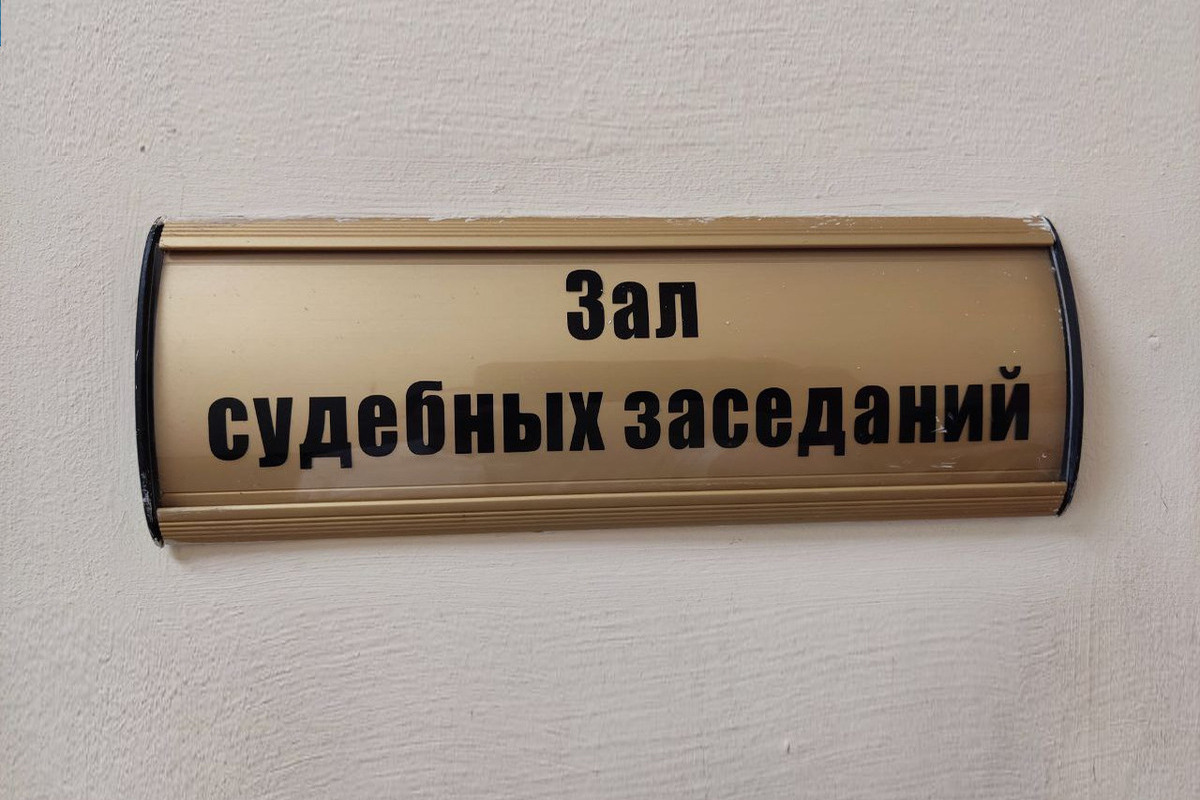 Зал
судебных заседаний